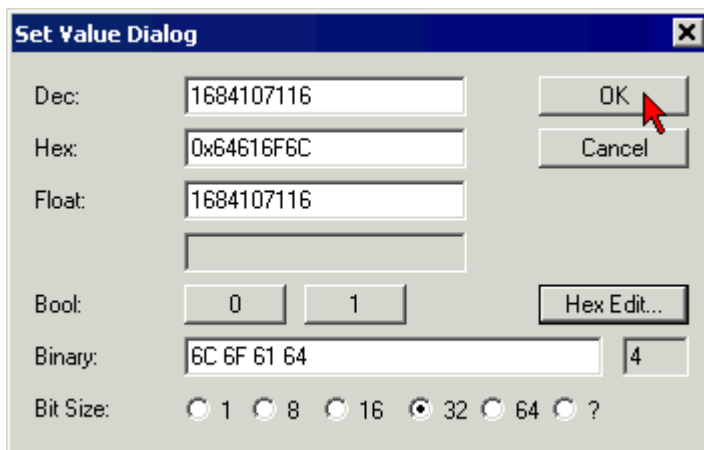 Set Value Dialog
Dec: 1684107116 OK
Hex: 0x64616F6C Cancel
Float: 1684107116
Bool: 0 1 Hex Edit...
Binary: 6C 6F 61 64 4
Bit Size: 1 8 16 32 64 ?